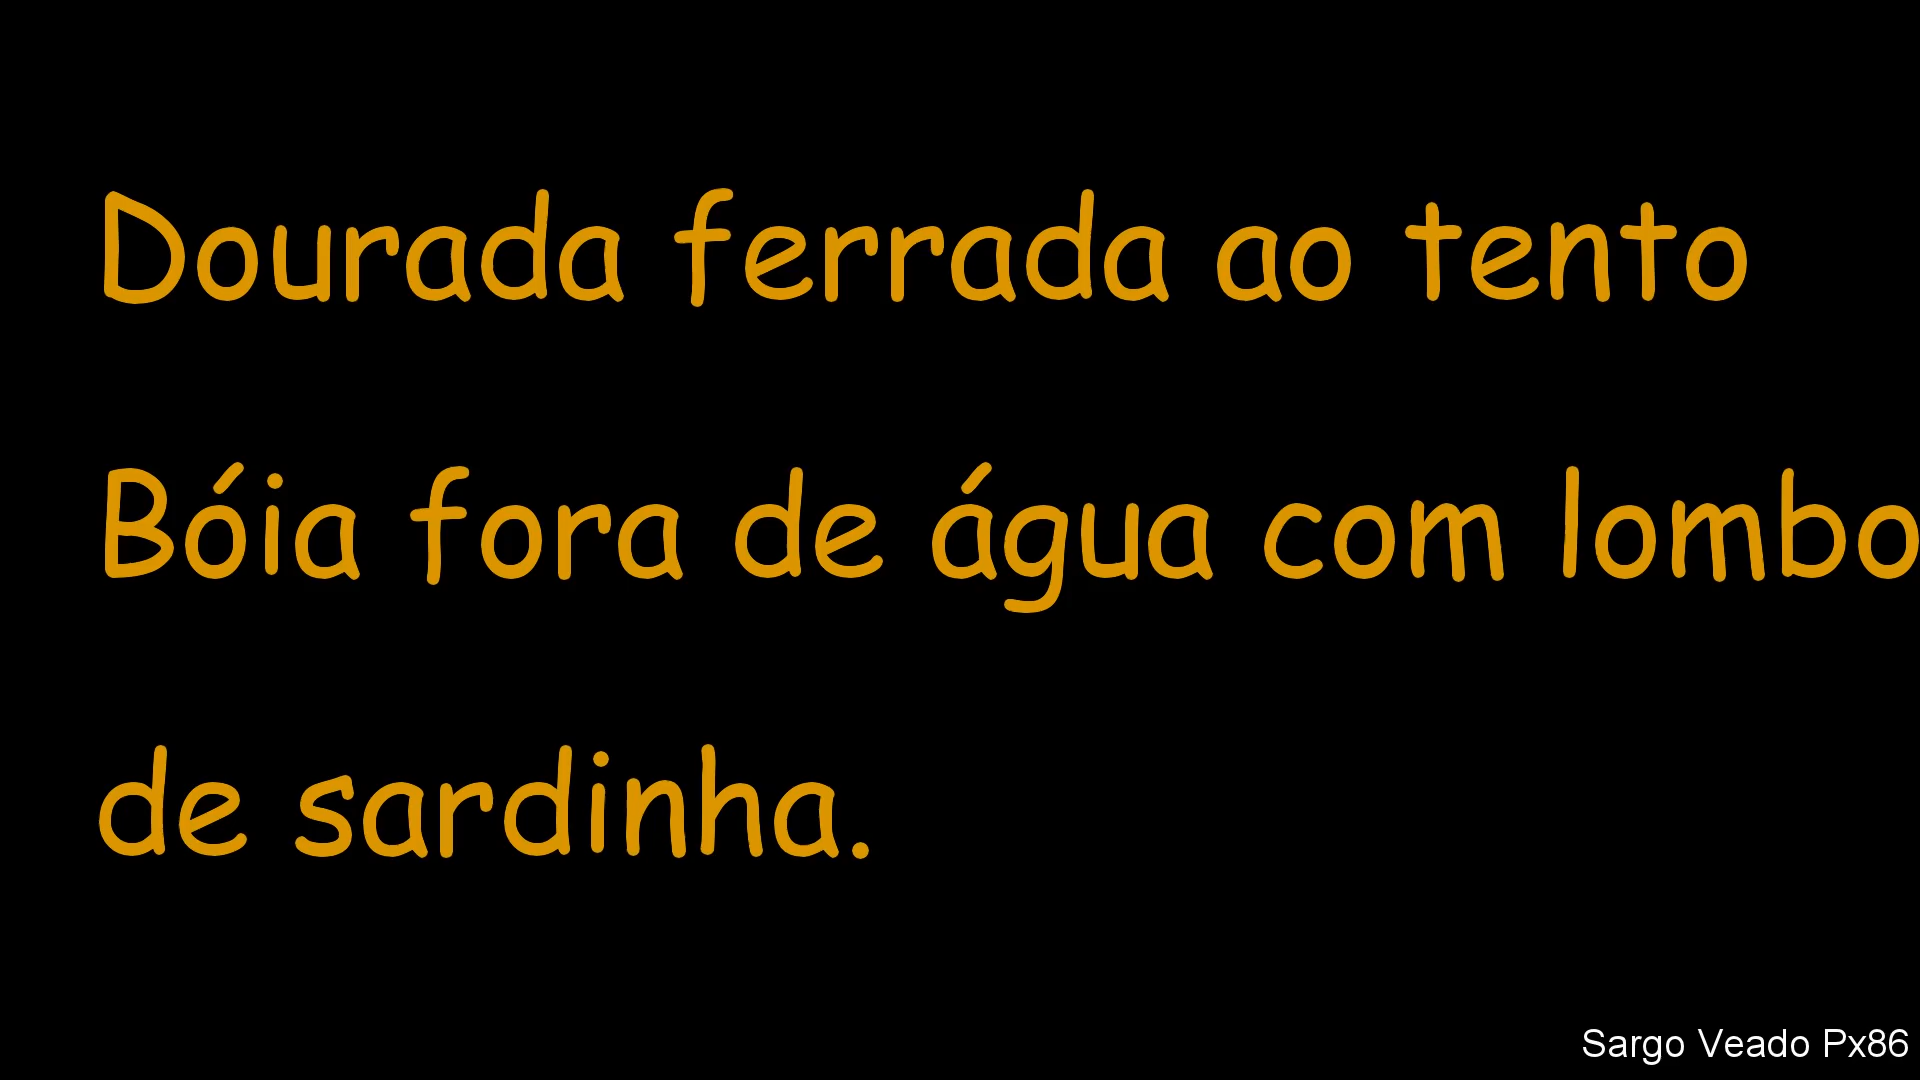 Dourada ferrada ao tento
Bóia fora de água com lombo
de sardinha.
Sargo Veado Px86